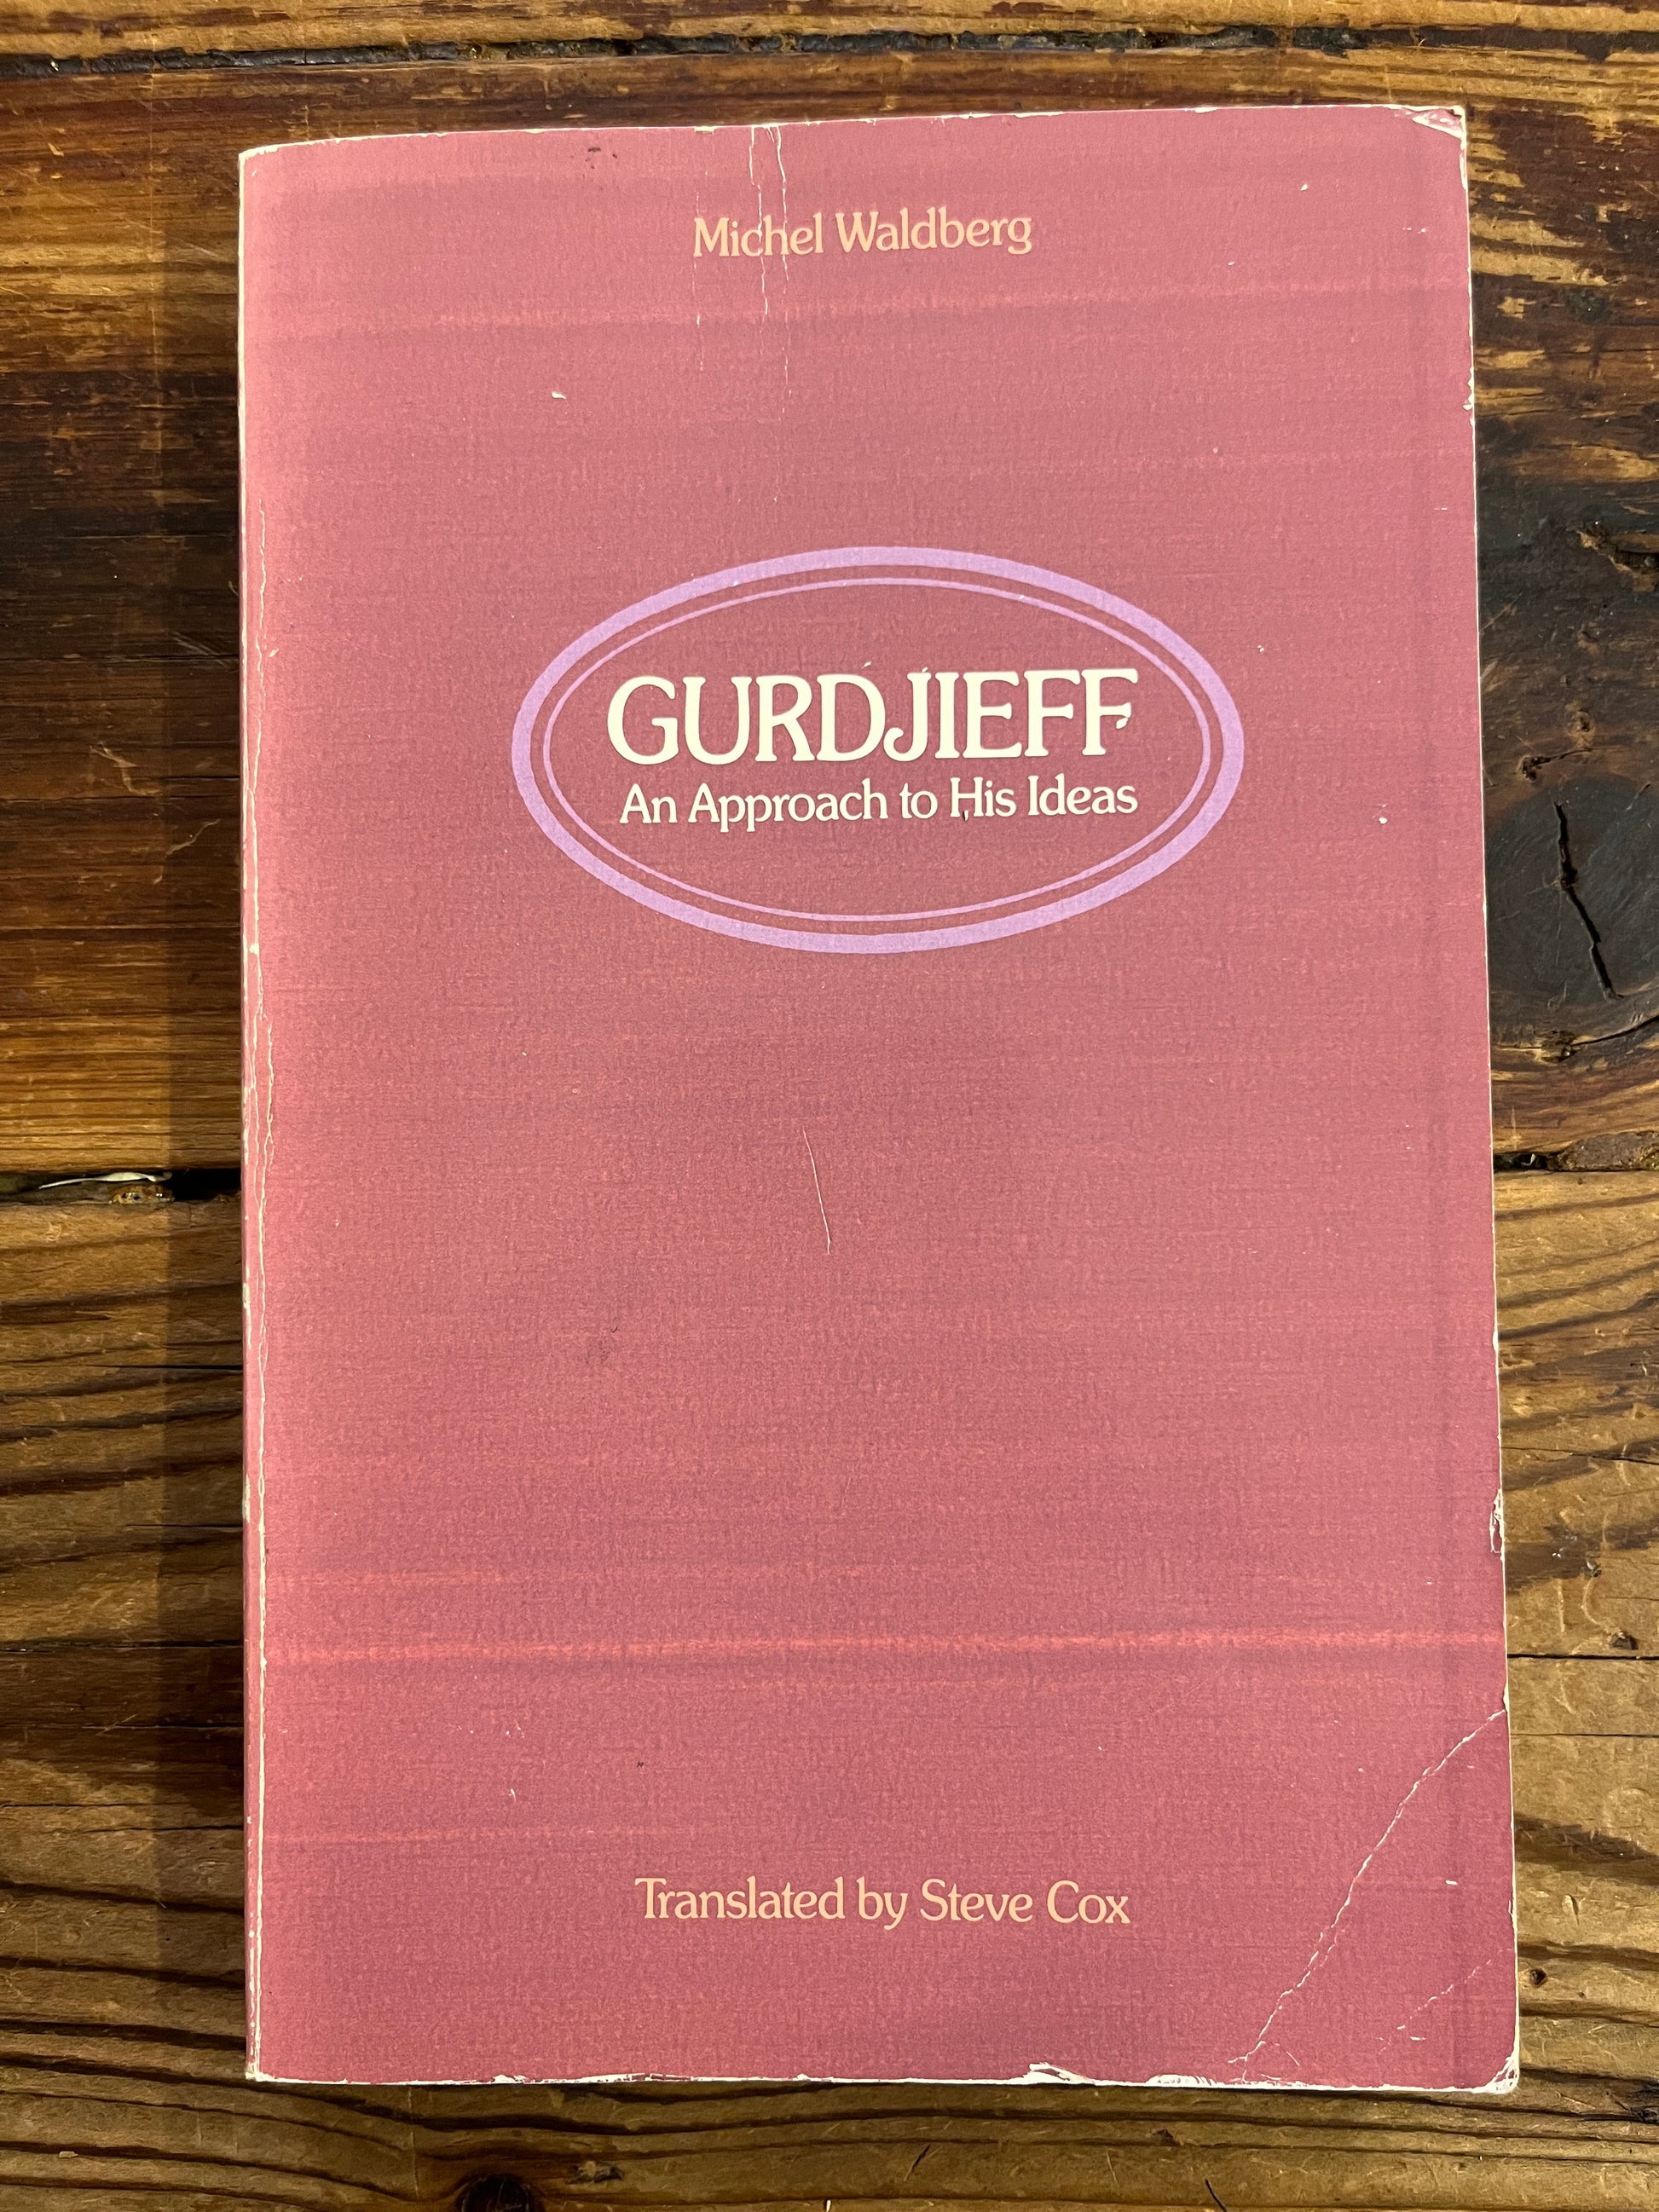 Michel Waldberg
GURDJIEFF
An Approach to His Ideas
Translated by Steve Cox